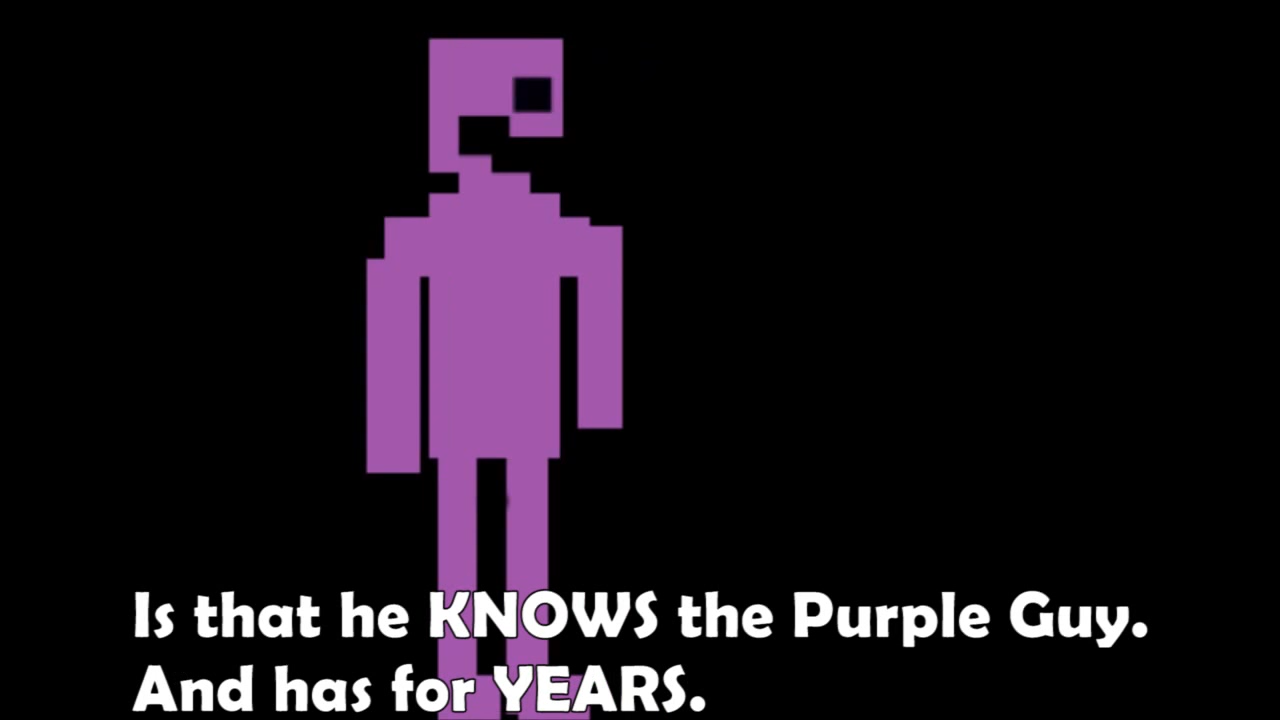 Is that he KNOWS the Purple Guy.
And has for YEARS.